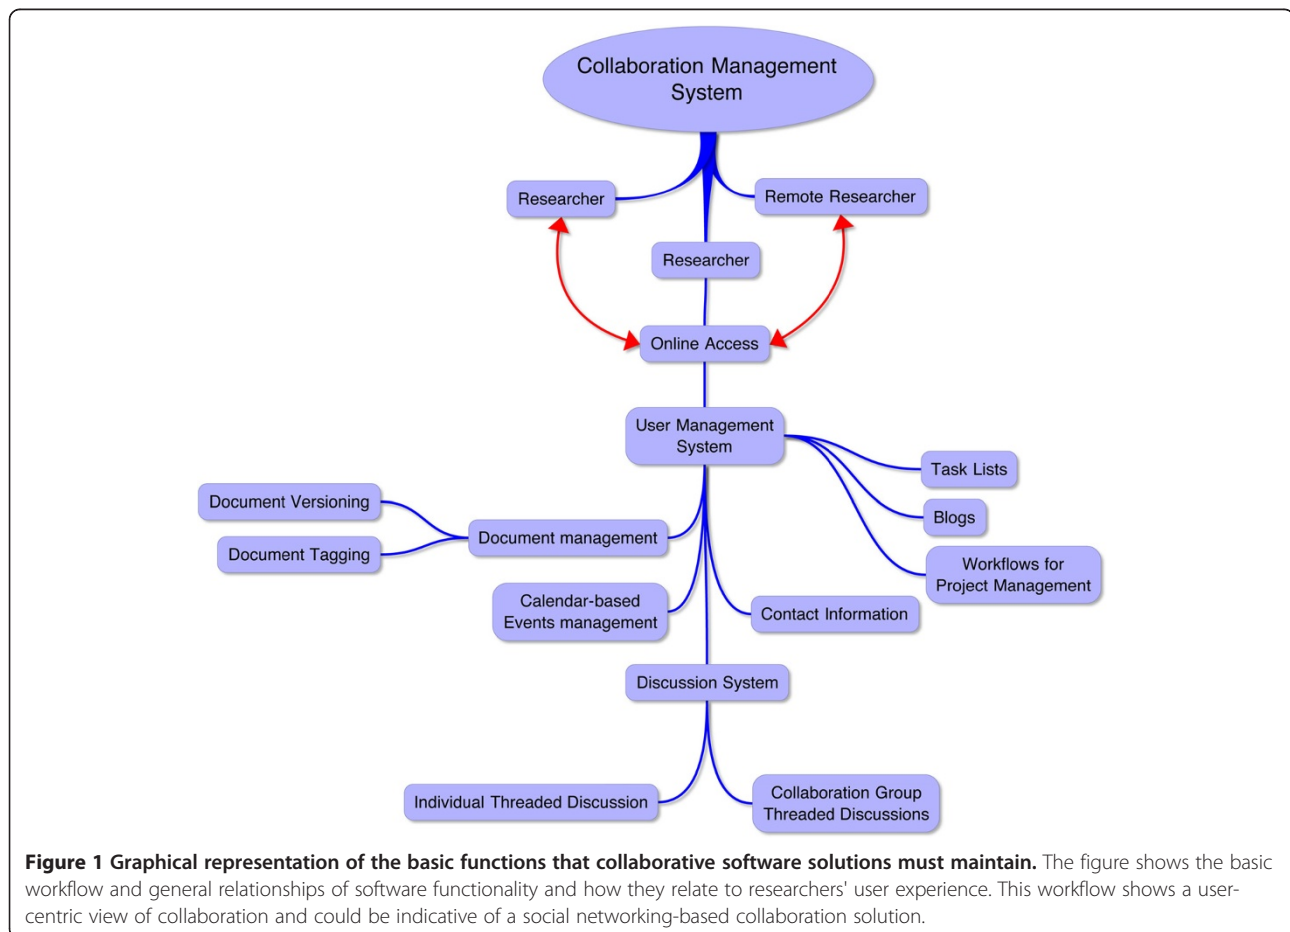 Collaboration Management
System
Researcher
Remote Researcher
Researcher
Online Access
User Management
System
Task Lists
Document Versioning
Blogs
Document management
Document Tagging
Workflows for
Project Management
Calendar-based
Events management
Contact Information
Discussion System
Individual Threaded Discussion
Collaboration Group
Threaded Discussions
Figure 1 Graphical representation of the basic functions that collaborative software solutions must maintain. The figure shows the basic
workflow and general relationships of software functionality and how they relate to researchers' user experience. This workflow shows a user-
centric view of collaboration and could be indicative of a social networking-based collaboration solution.